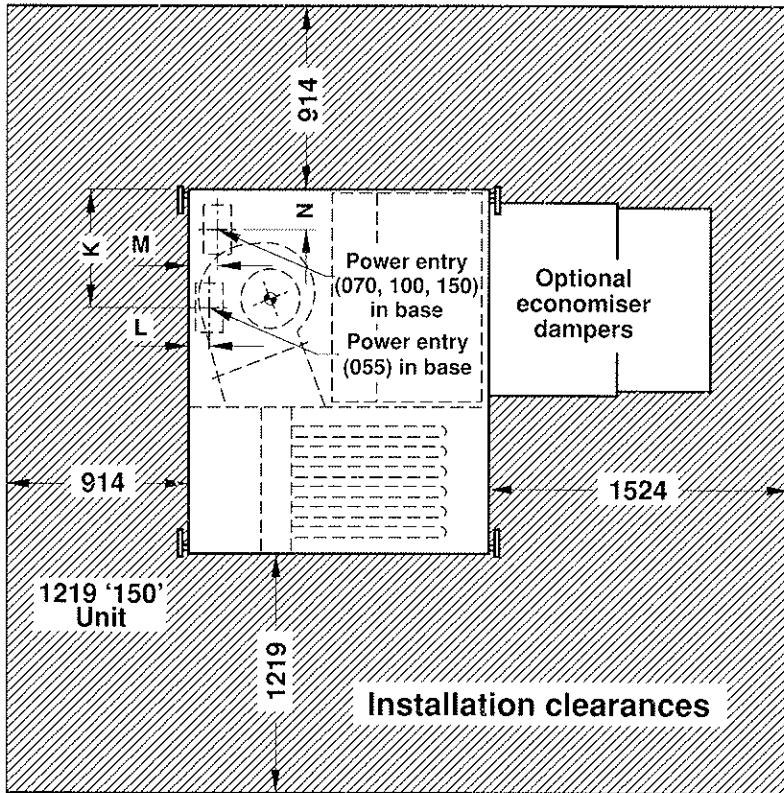 914
K
M
N
L
Power entry
(070, 100, 150)
in base
Power entry
(055) in base
Optional
economiser
dampers
914
1524
1219 ‘150’
Unit
1219
Installation clearances